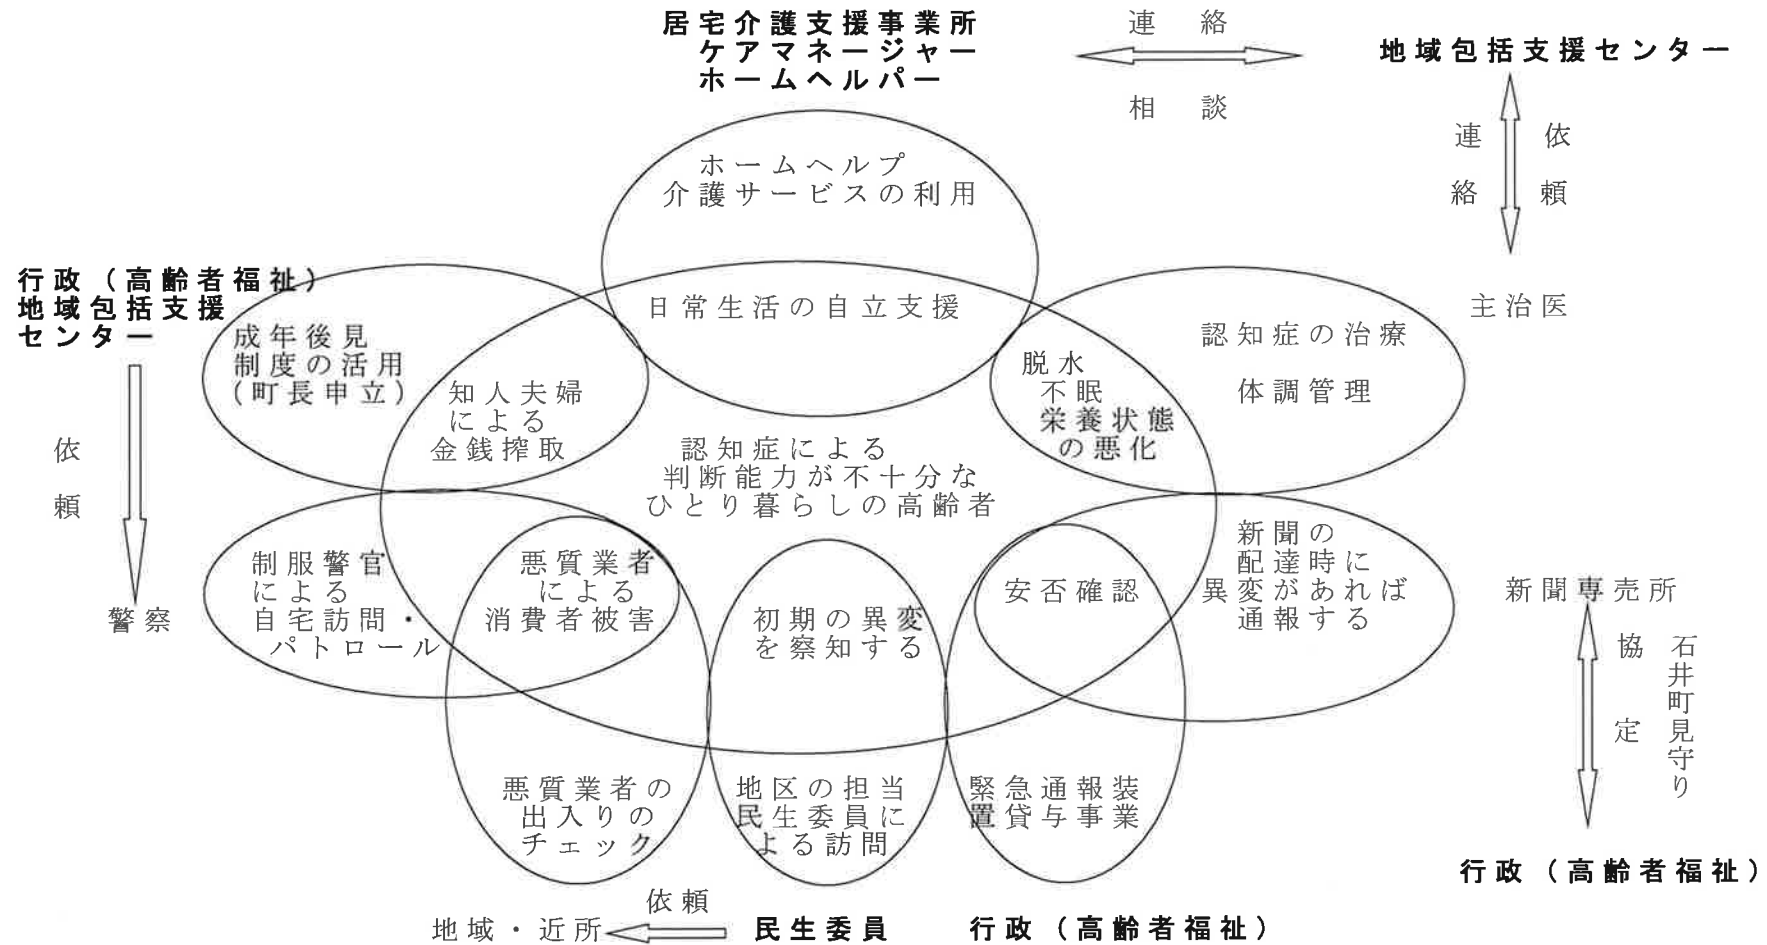 居宅介護支援事業所
ケアマネージャー
ホームヘルパー
連絡
相談
地域包括支援センター
連絡
依頼
主治医
ホームヘルプ
介護サービスの利用
日常生活の自立支援
行政（高齢者福祉）
地域包括支援
センター
成年後見
制度の活用
（町長申立）
知人夫婦
による
金銭搾取
脱水
不眠
栄養状態
の悪化
認知症の治療
体調管理
認知症による
判断能力が不十分な
ひとり暮らしの高齢者
依頼
警察
制服警官
による
自宅訪問・
パトロール
悪質業者
による
消費者被害
初期の異変
を察知する
安否確認
新聞の
配達時に
異変があれば
通報する
新聞専売所
協定
石井町見守り
悪質業者の
出入りの
チェック
地区の担当
民生委員に
よる訪問
緊急通報装
置貸与事業
行政（高齢者福祉）
地域・近所
依頼
民生委員
行政（高齢者福祉）